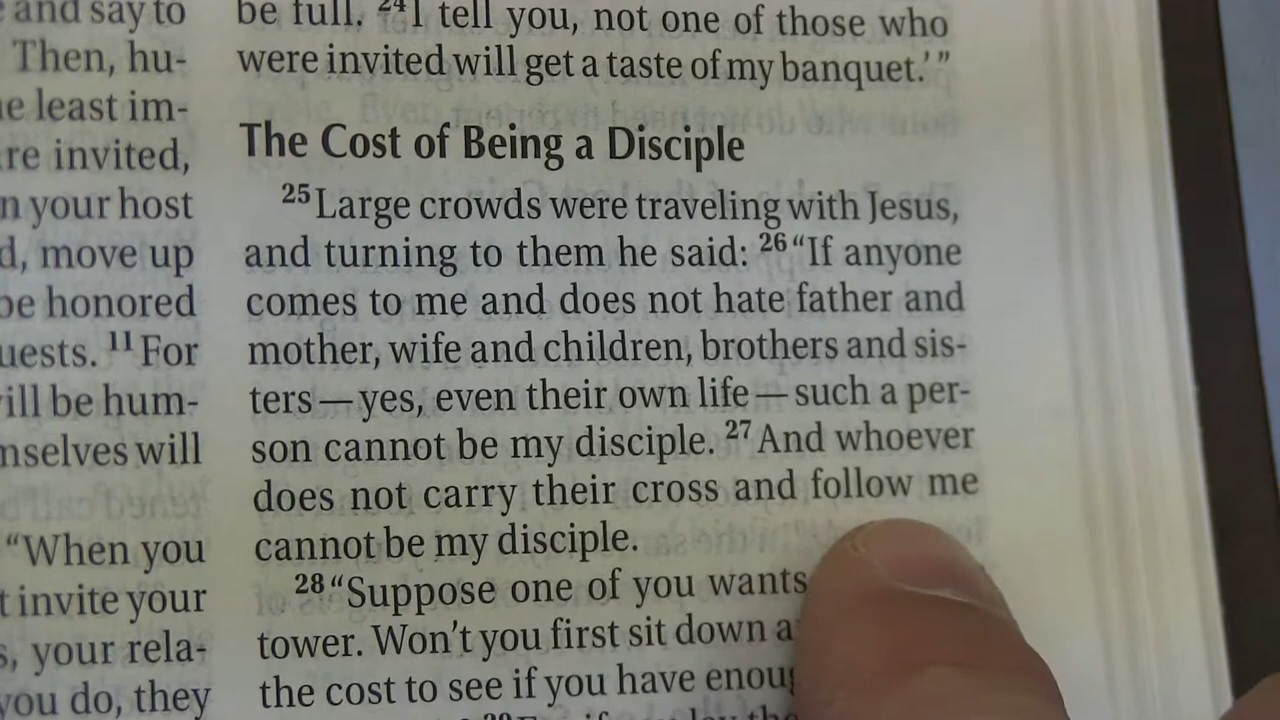 and say to
Then, hu-
least im-
re invited,
n your host
d, move up
be honored
uests. 11 For
ill be hum-
mselves will
“When you
t invite your
s, your rela-
you do, they
be full. 24 I tell you, not one of those who
were invited will get a taste of my banquet.’ ”
The Cost of Being a Disciple
25 Large crowds were traveling with Jesus,
and turning to them he said: 26 “If anyone
comes to me and does not hate father and
mother, wife and children, brothers and sis-
ters — yes, even their own life — such a per-
son cannot be my disciple. 27 And whoever
does not carry their cross and follow me
cannot be my disciple.
28 “Suppose one of you wants
tower. Won’t you first sit down
the cost to see if you have